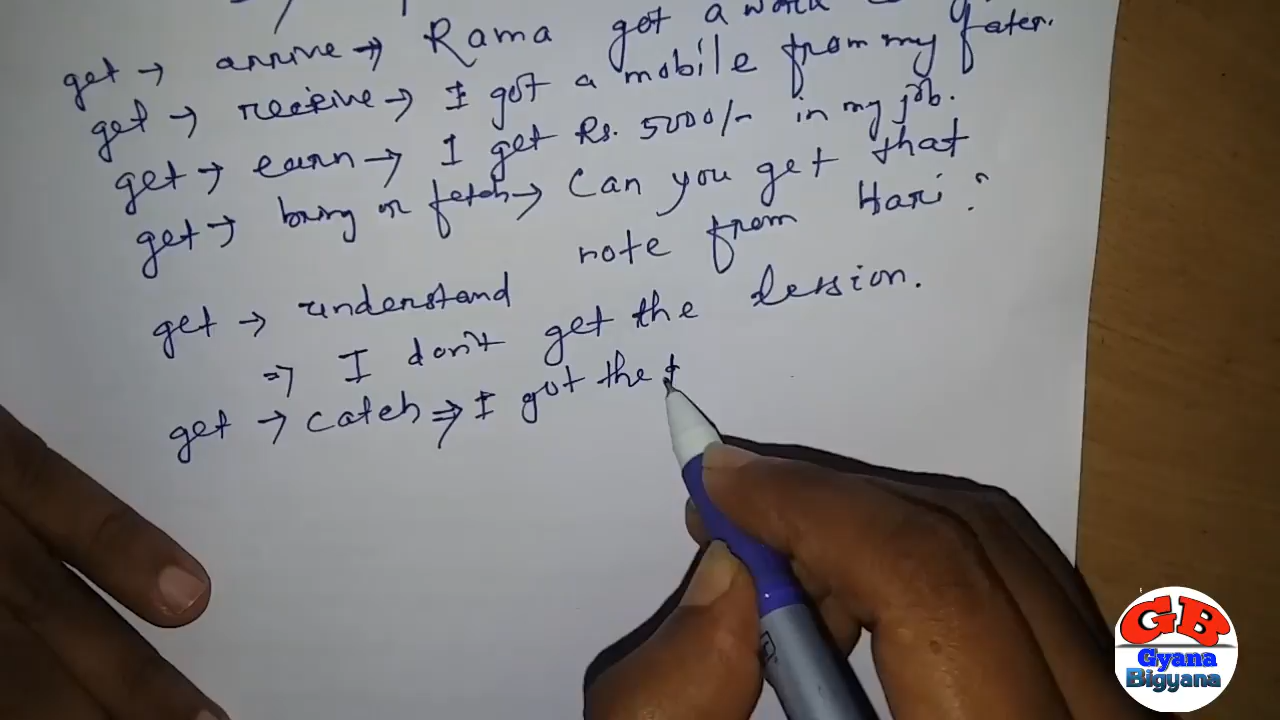 get → arrive → Rama got a
get → receive → I got a mobile from my fater.
get → earn → I get Rs. 5000/- in my job.
get → bring or fetch → Can you get that
note from Hari?
get → understand
⇒ I don't get the lession.
get → catch ⇒ I got the t
GB
Gyana
Bigyana